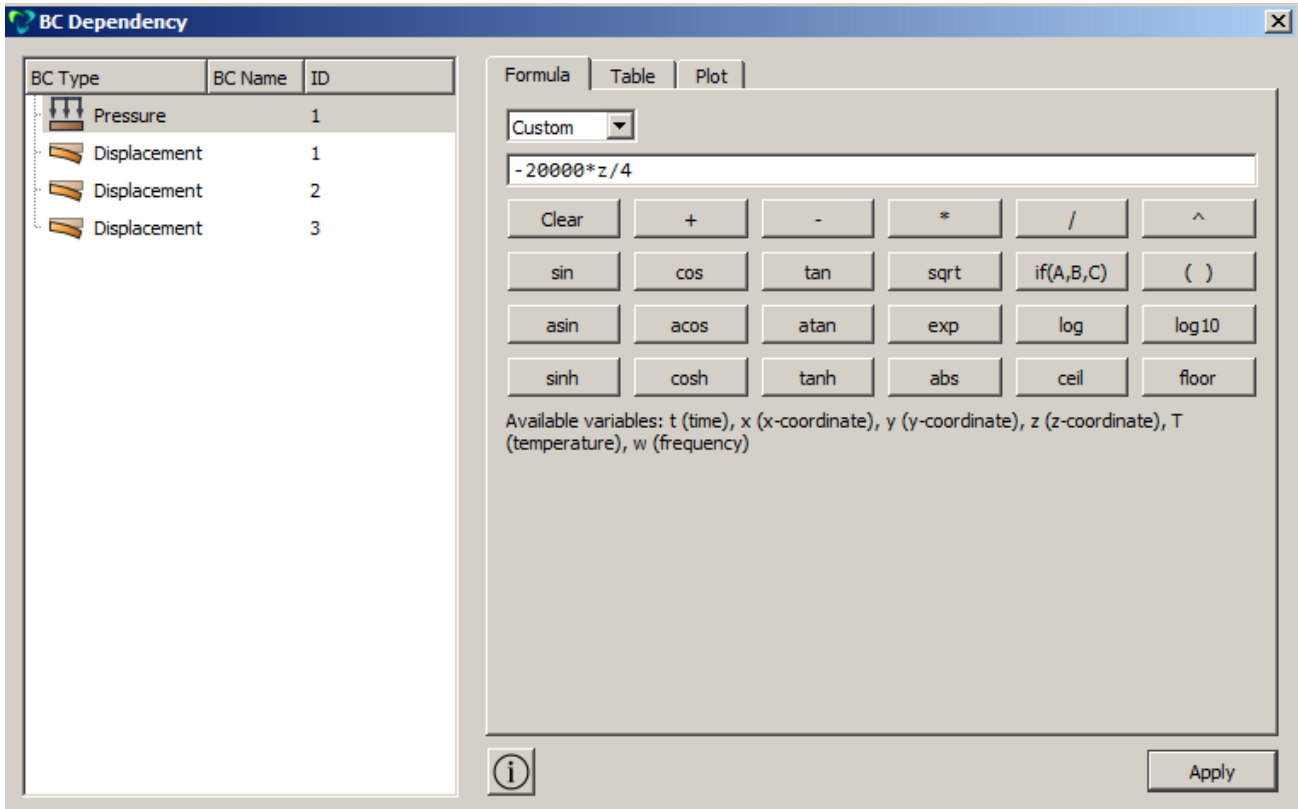 BC Dependency
BC Type BC Name ID
Pressure 1
Displacement 1
Displacement 2
Displacement 3
Formula Table Plot
Custom
-20000*z/4
Clear + - * / ^
sin cos tan sqrt if(A,B,C) ( )
asin acos atan exp log log10
sinh cosh tanh abs ceil floor
Available variables: t (time), x (x-coordinate), y (y-coordinate), z (z-coordinate), T
(temperature), w (frequency)
Apply